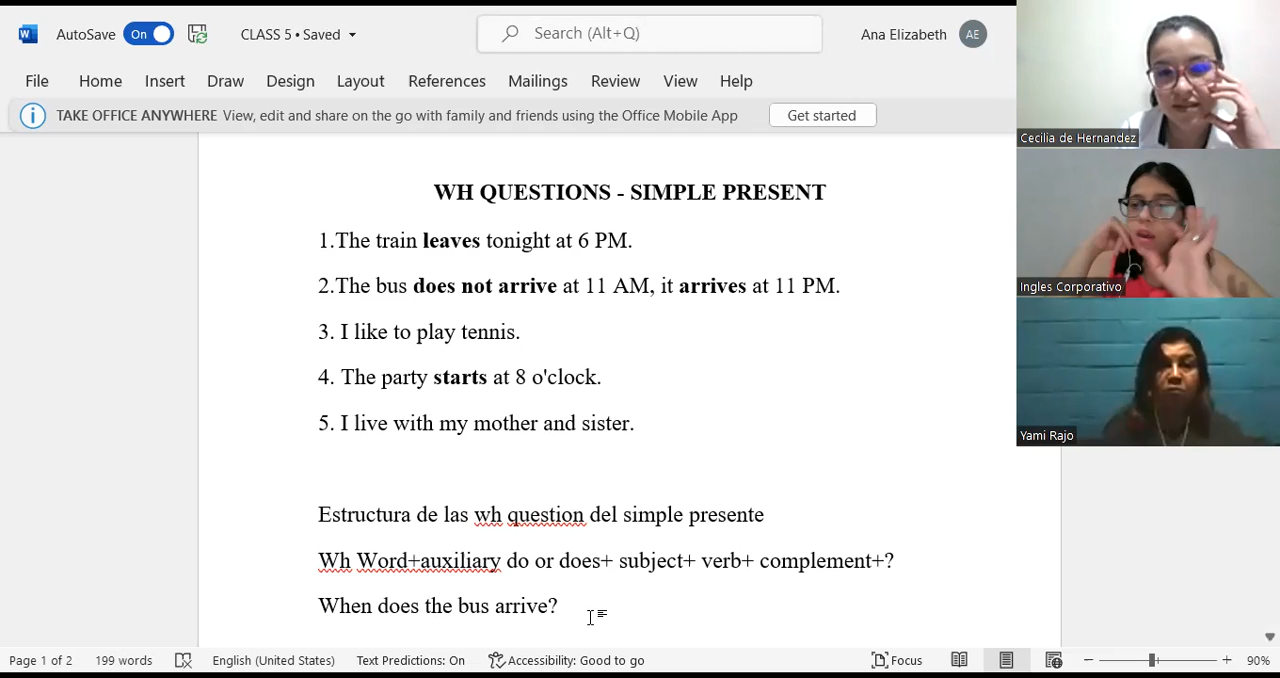 AutoSave On CLASS 5 • Saved Search (Alt+Q) Ana Elizabeth AE
File Home Insert Draw Design Layout References Mailings Review View Help
TAKE OFFICE ANYWHERE View, edit and share on the go with family and friends using the Office Mobile App Get started
WH QUESTIONS - SIMPLE PRESENT
1.The train leaves tonight at 6 PM.
2.The bus does not arrive at 11 AM, it arrives at 11 PM.
3. I like to play tennis.
4. The party starts at 8 o'clock.
5. I live with my mother and sister.
Estructura de las wh question del simple presente
Wh Word+auxiliary do or does+ subject+ verb+ complement+?
When does the bus arrive?
Page 1 of 2 199 words English (United States) Text Predictions: On Accessibility: Good to go Focus 90%
Cecilia de Hernandez
Ingles Corporativo
Yami Rajo